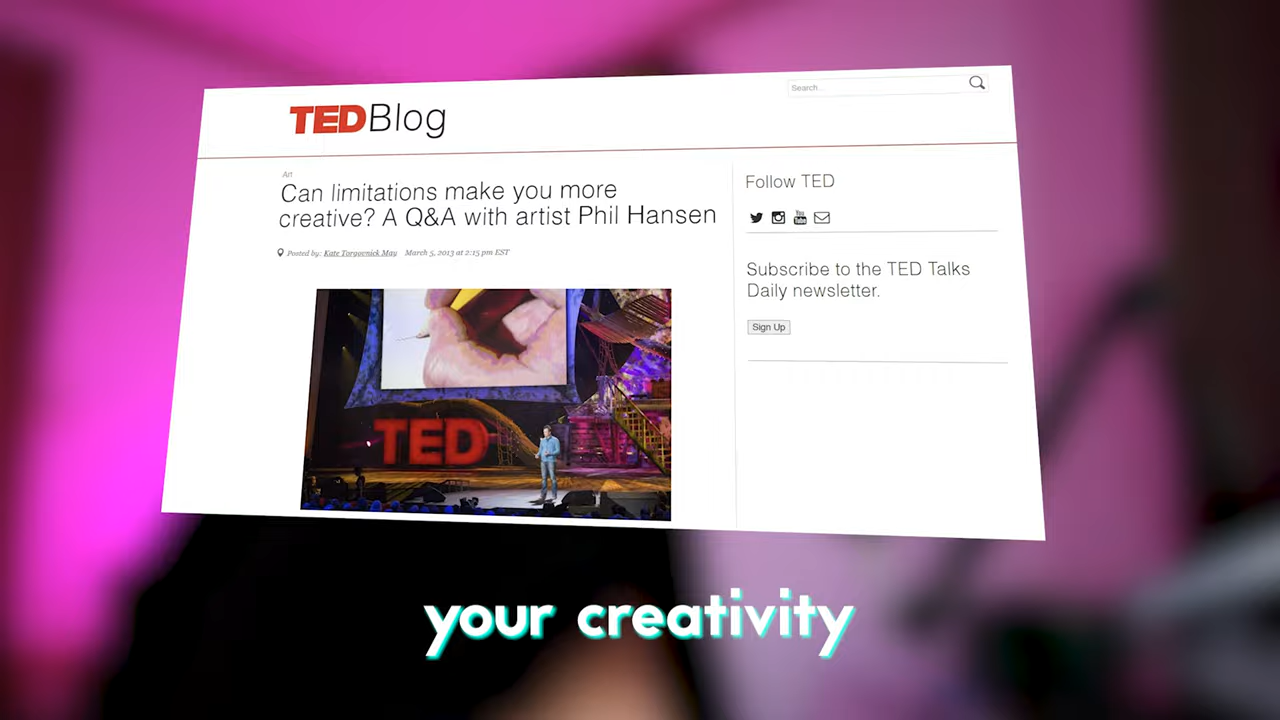 TED Blog
Search...
Art
Can limitations make you more
creative? A Q&A with artist Phil Hansen
Posted by: Kate Torgovnick May March 5, 2013 at 2:15 pm EST
TED
Follow TED
Subscribe to the TED Talks
Daily newsletter.
Sign Up
your creativity